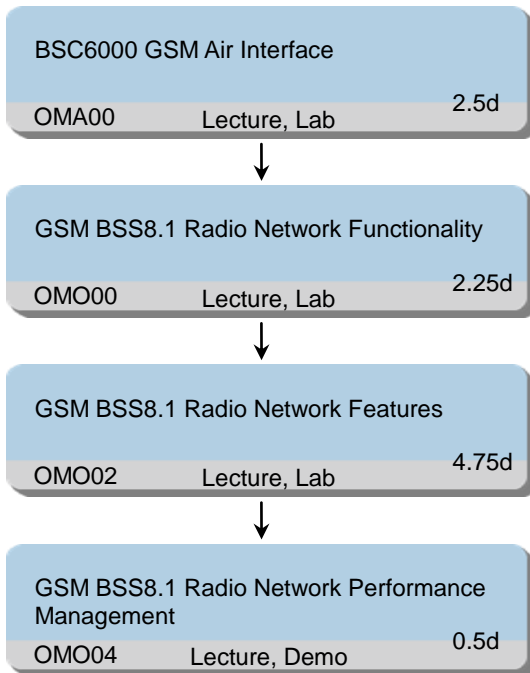 BSC6000 GSM Air Interface
2.5d
OMA00 Lecture, Lab
GSM BSS8.1 Radio Network Functionality
2.25d
OMO00 Lecture, Lab
GSM BSS8.1 Radio Network Features
4.75d
OMO02 Lecture, Lab
GSM BSS8.1 Radio Network Performance
Management
0.5d
OMO04 Lecture, Demo